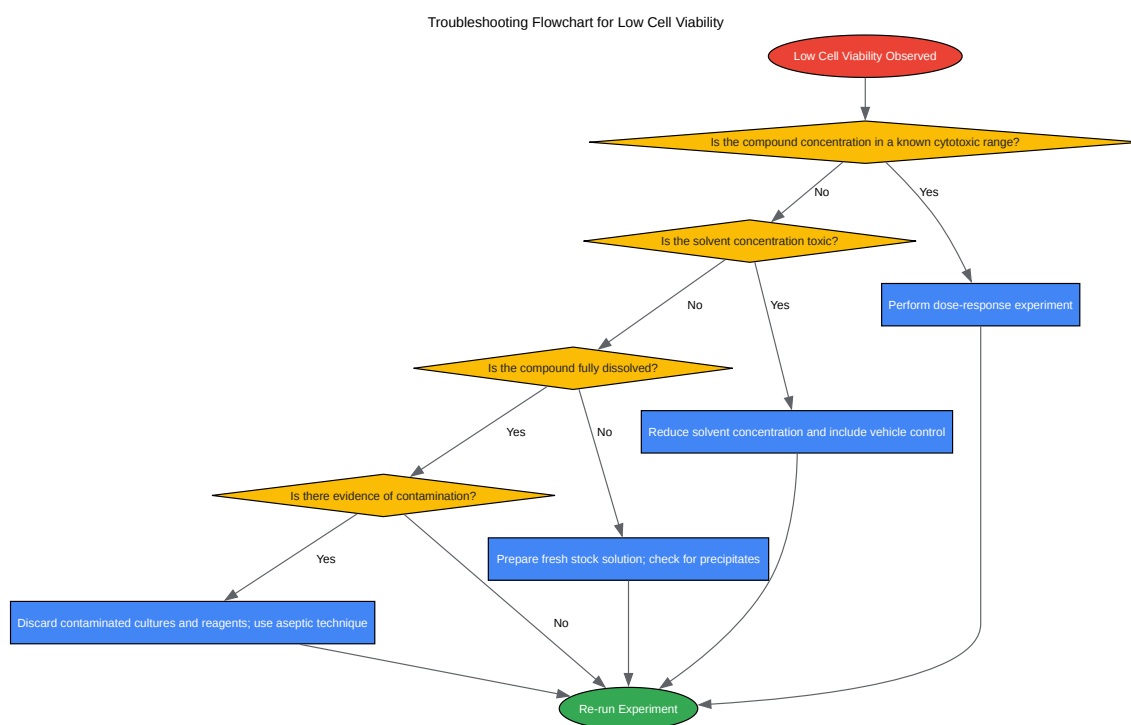 Troubleshooting Flowchart for Low Cell Viability
Low Cell Viability Observed
Is the compound concentration in a known cytotoxic range?
No
Yes
Is the solvent concentration toxic?
Perform dose-response experiment
No
Yes
Is the compound fully dissolved?
Reduce solvent concentration and include vehicle control
Yes
No
Is there evidence of contamination?
Prepare fresh stock solution; check for precipitates
Yes
No
Discard contaminated cultures and reagents; use aseptic technique
Re-run Experiment